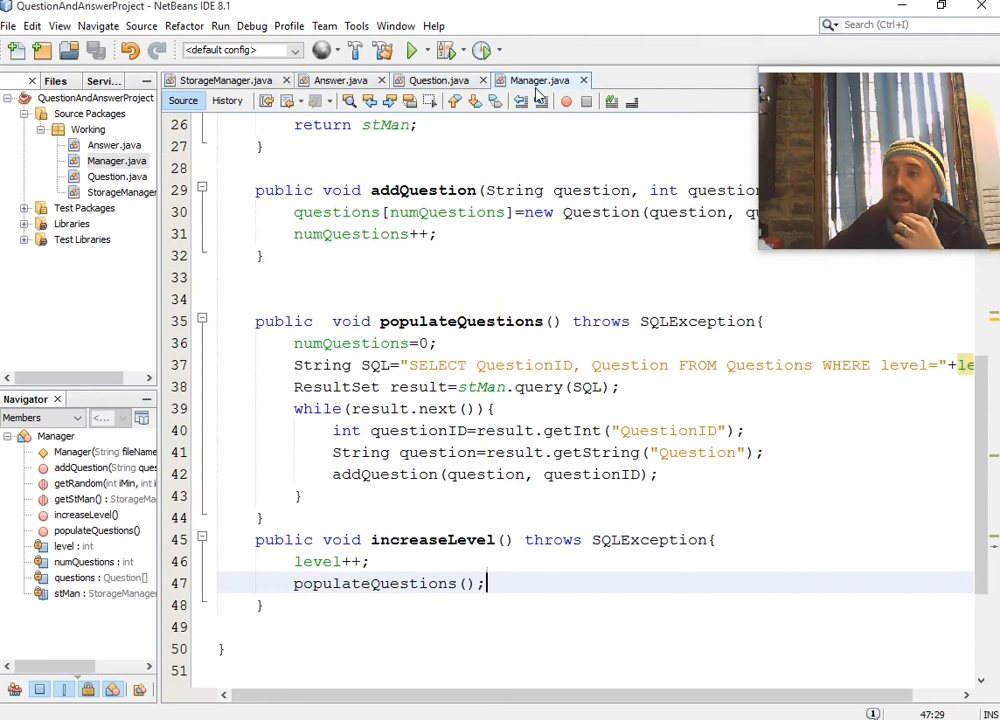 QuestionAndAnswerProject - NetBeans IDE 8.1
File Edit View Navigate Source Refactor Run Debug Profile Team Tools Window Help
Search (Ctrl+I)
<default config>
Files Servi...
StorageManager.java Answer.java Question.java Manager.java
Source History
QuestionAndAnswerProject
Source Packages
Working
Answer.java
Manager.java
Question.java
StorageManager
Test Packages
Libraries
Test Libraries
26 return stMan;
27 }
28
29 public void addQuestion(String question, int question
30 questions[numQuestions]=new Question(question, qu
31 numQuestions++;
32 }
33
34
35 public void populateQuestions() throws SQLException{
36 numQuestions=0;
37 String SQL="SELECT QuestionID, Question FROM Questions WHERE level="+le
38 ResultSet result=stMan.query(SQL);
39 while(result.next()){
40 int questionID=result.getInt("QuestionID");
41 String question=result.getString("Question");
42 addQuestion(question, questionID);
43 }
44 }
45 public void increaseLevel() throws SQLException{
46 level++;
47 populateQuestions();
48 }
49
50 }
51
Navigator
Members <...
Manager
Manager(String fileName
addQuestion(String ques
getRandom(int iMin, int i
getStMan() : StorageMa
increaseLevel()
populateQuestions()
level : int
numQuestions : int
questions : Question[]
stMan : StorageManager
1 47:29 INS